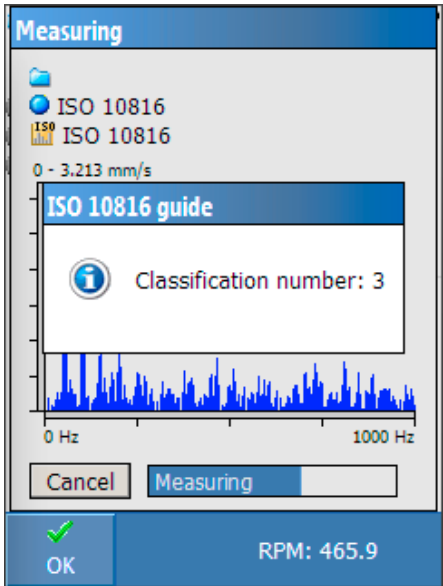 Measuring
ISO 10816
ISO
ISO 10816
0 - 3.213 mm/s
ISO 10816 guide
Classification number: 3
0 Hz
1000 Hz
Cancel
Measuring
OK
RPM: 465.9